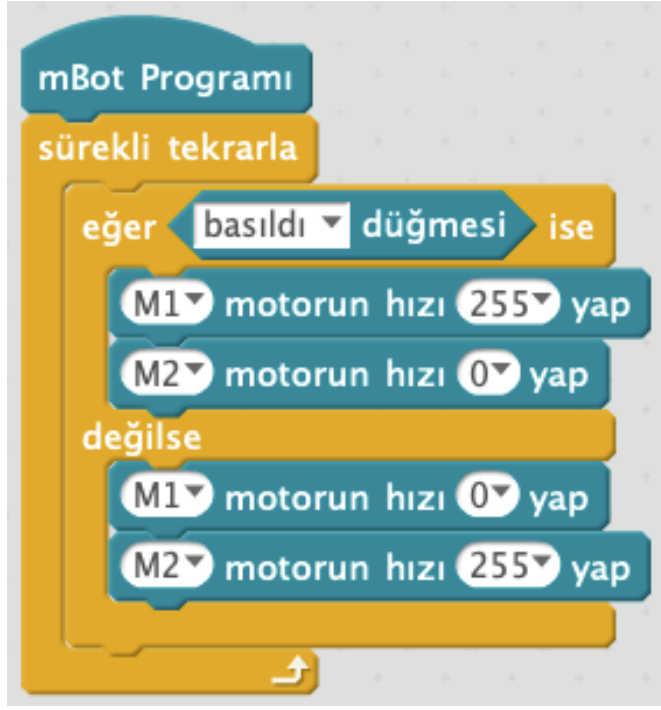 mBot Programı
sürekli tekrarla
eğer basıldı düğmesi ise
M1 motorun hızı 255 yap
M2 motorun hızı 0 yap
değilse
M1 motorun hızı 0 yap
M2 motorun hızı 255 yap